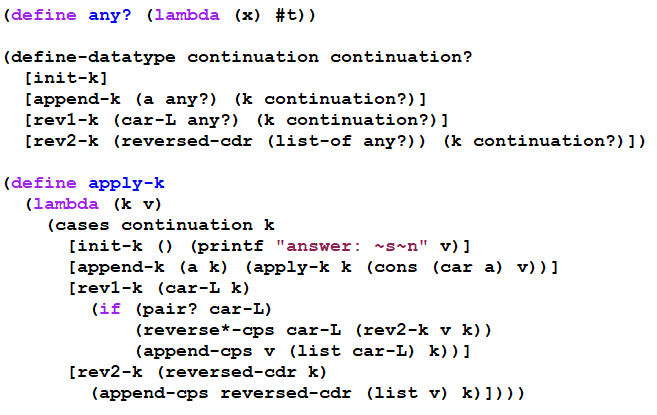 (define any? (lambda (x) #t))
(define-datatype continuation continuation?
[init-k]
[append-k (a any?) (k continuation?)]
[rev1-k (car-L any?) (k continuation?)]
[rev2-k (reversed-cdr (list-of any?)) (k continuation?)])
(define apply-k
(lambda (k v)
(cases continuation k
[init-k () (printf "answer: ~s~n" v)]
[append-k (a k) (apply-k k (cons (car a) v))]
[rev1-k (car-L k)
(if (pair? car-L)
(reverse*-cps car-L (rev2-k v k))
(append-cps v (list car-L) k))]
[rev2-k (reversed-cdr k)
(append-cps reversed-cdr (list v) k)])))